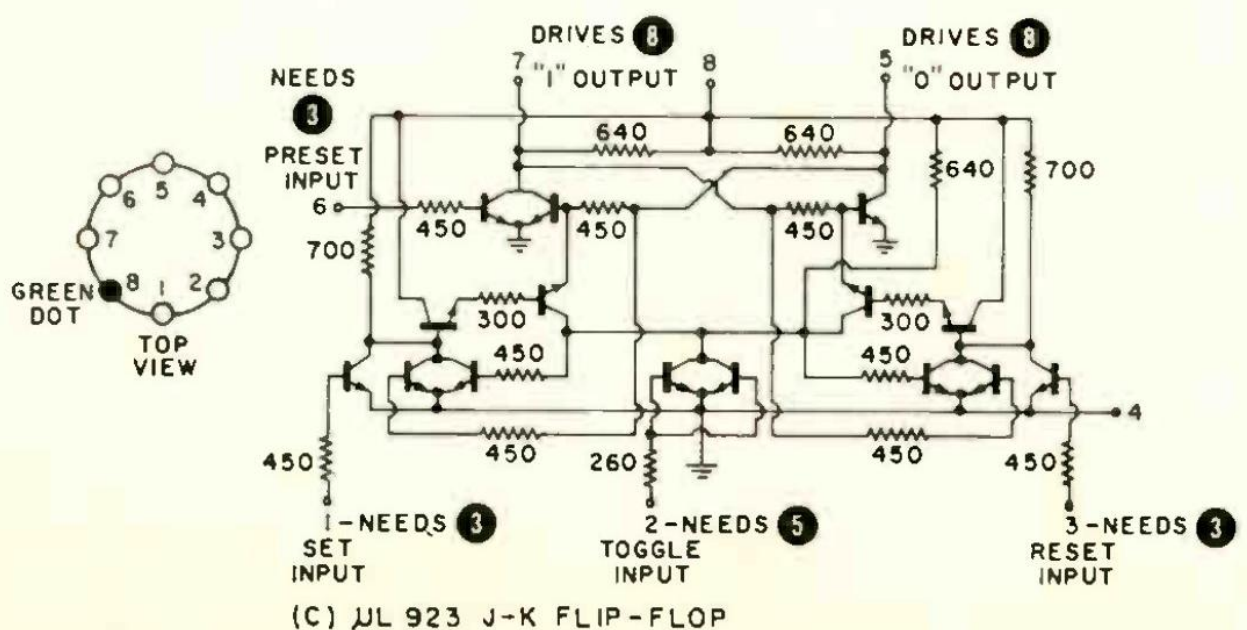 DRIVES 8
DRIVES 8
7 "1" OUTPUT
8
5 "0" OUTPUT
NEEDS
3
PRESET
INPUT
6
640
640
640
700
450
450
450
700
5
6
4
7
3
8
1
2
GREEN
DOT
TOP
VIEW
300
300
450
450
4
450
450
450
260
450
1-NEEDS 3
SET
INPUT
2-NEEDS 5
TOGGLE
INPUT
3-NEEDS 3
RESET
INPUT
(C) µL 923 J-K FLIP-FLOP